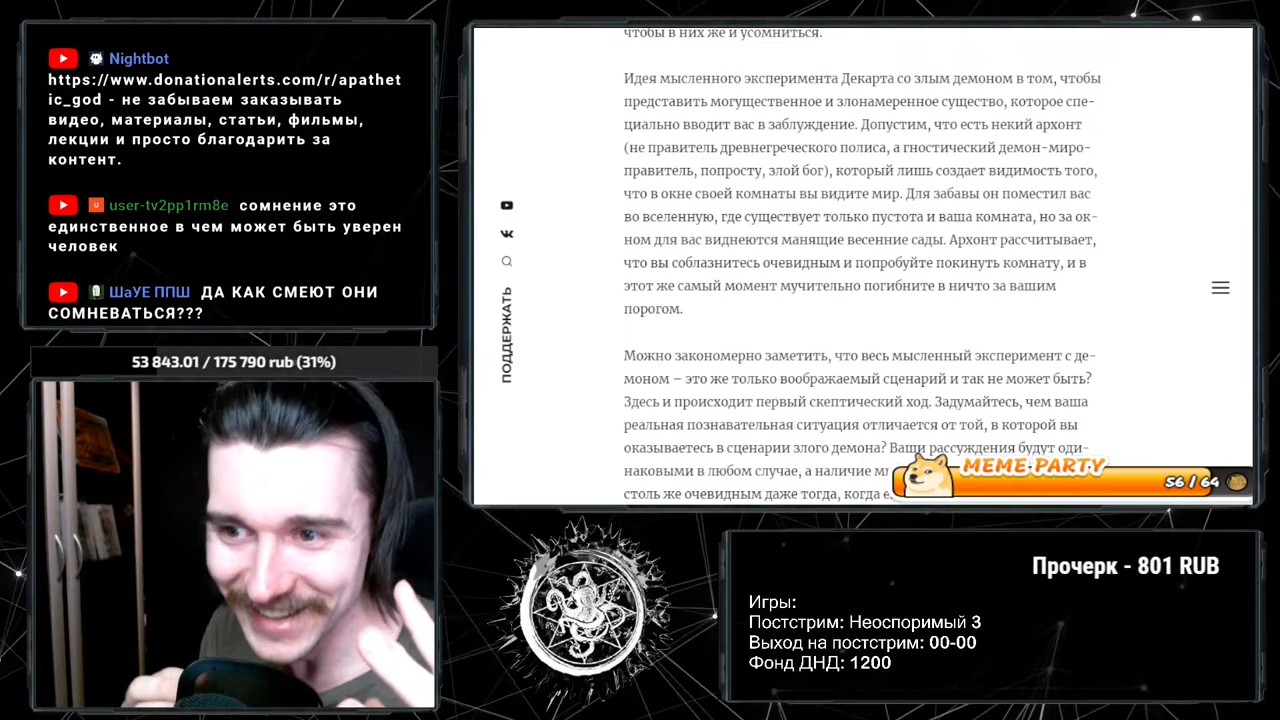 Nightbot
https://www.donationalerts.com/r/apathet
ic_god - не забываем заказывать
видео, материалы, статьи, фильмы,
лекции и просто благодарить за
контент.
user-tv2pp1rm8e сомнение это
единственное в чем может быть уверен
человек
ШаУЕ ППШ ДА КАК СМЕЮТ ОНИ
СОМНЕВАТЬСЯ???
53 843.01 / 175 790 rub (31%)
чтобы в них же и усомниться.
Идея мысленного эксперимента Декарта со злым демоном в том, чтобы
представить могущественное и злонамеренное существо, которое спе-
циально вводит вас в заблуждение. Допустим, что есть некий архонт
(не правитель древнегреческого полиса, а гностический демон-миро-
правитель, попросту, злой бог), который лишь создает видимость того,
что в окне своей комнаты вы видите мир. Для забавы он поместил вас
во вселенную, где существует только пустота и ваша комната, но за ок-
ном для вас виднеются манящие весенние сады. Архонт рассчитывает,
что вы соблазнитесь очевидным и попробуйте покинуть комнату, и в
этот же самый момент мучительно погибните в ничто за вашим
порогом.
Можно закономерно заметить, что весь мысленный эксперимент с де-
моном – это же только воображаемый сценарий и так не может быть?
Здесь и происходит первый скептический ход. Задумайтесь, чем ваша
реальная познавательная ситуация отличается от той, в которой вы
оказываетесь в сценарии злого демона? Ваши рассуждения будут оди-
наковыми в любом случае, а наличие
столь же очевидным даже тогда, когда
ПОДДЕРЖАТЬ
MEME PARTY
56 / 64
Прочерк - 801 RUB
Игры:
Постстрим: Неоспоримый 3
Выход на постстрим: 00-00
Фонд ДНД: 1200